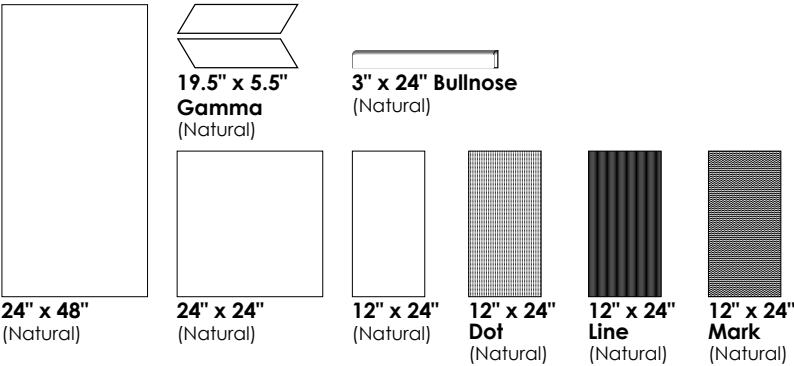 19.5" x 5.5"
Gamma
(Natural)
3" x 24" Bullnose
(Natural)
24" x 48"
(Natural)
24" x 24"
(Natural)
12" x 24"
(Natural)
12" x 24"
Dot
(Natural)
12" x 24"
Line
(Natural)
12" x 24"
Mark
(Natural)